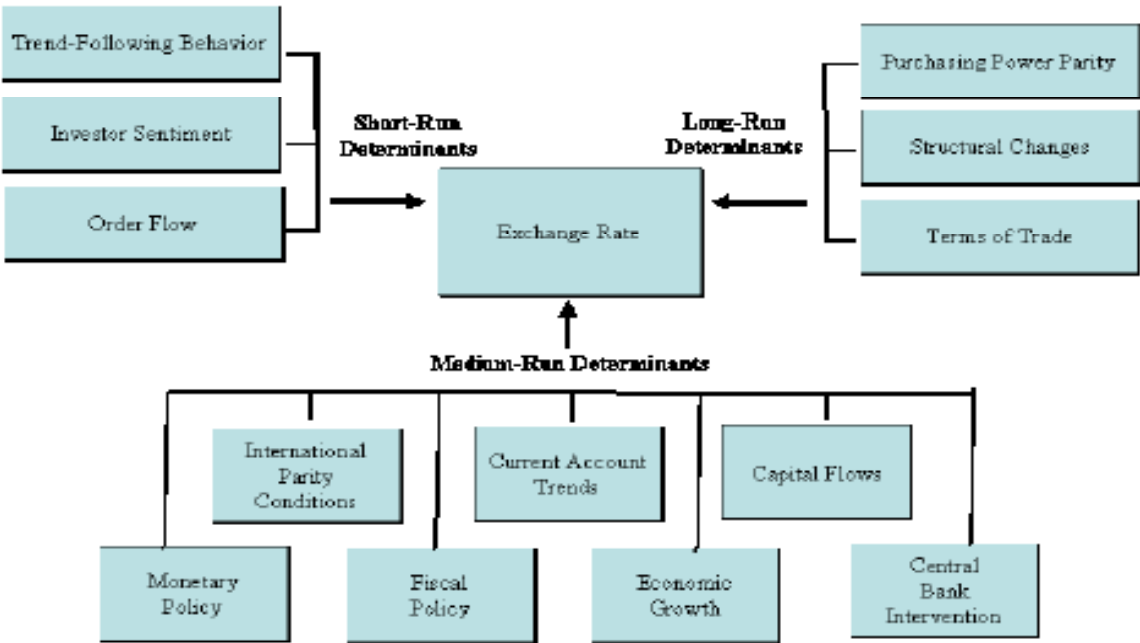 Trend-Following Behavior
Investor Sentiment
Order Flow
Short-Run
Determinants
Long-Run
Determinants
Purchasing Power Parity
Structural Changes
Terms of Trade
Exchange Rate
Medium-Run Determinants
International
Parity
Conditions
Current Account
Trends
Capital Flows
Monetary
Policy
Fiscal
Policy
Economic
Growth
Central
Bank
Intervention